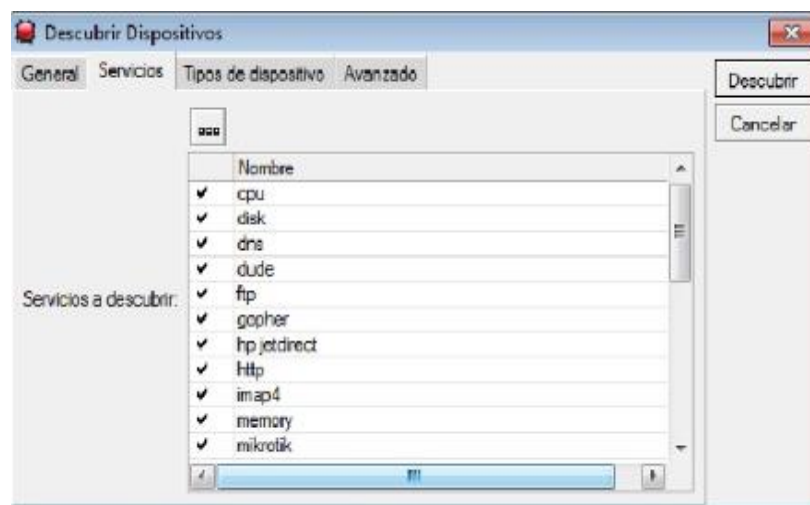 Descubrir Dispositivos
General Servicios Tipos de dispositivo Avanzado
Descubrir
Cancelar
Nombre
cpu
disk
dns
dude
Servicios a descubrir:
ftp
gopher
hp jetdirect
http
imap4
memory
mikrotik